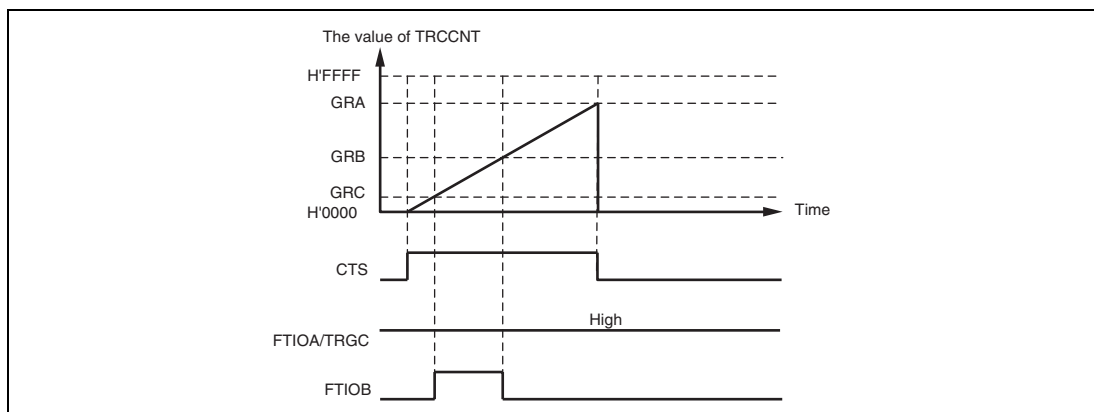 The value of TRCCNT
H'FFFF
GRA
GRB
GRC
H'0000
Time
CTS
High
FTIOA/TRGC
FTIOB